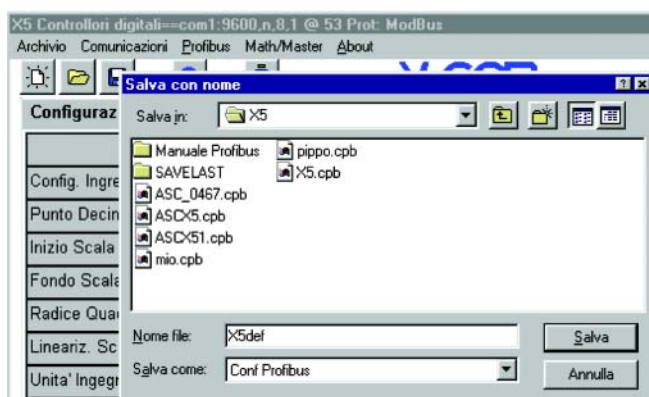 X5 Controllori digitali==com1:9600,n,8,1 @ 53 Prot: ModBus
Archivio Comunicazioni Profibus Math/Master About
Salva con nome
Configuraz
Salva in: X5
Manuale Profibus
SAVELAST
ASC_0467.cpb
ASCX5.cpb
ASCX51.cpb
mio.cpb
pippo.cpb
X5.cpb
Config. Ingre
Punto Decin
Inizio Scala
Fondo Scala
Radice Qua
Lineariz. Sc
Unita' Ingegr
Nome file: X5def Salva
Salva come: Conf Profibus Annulla